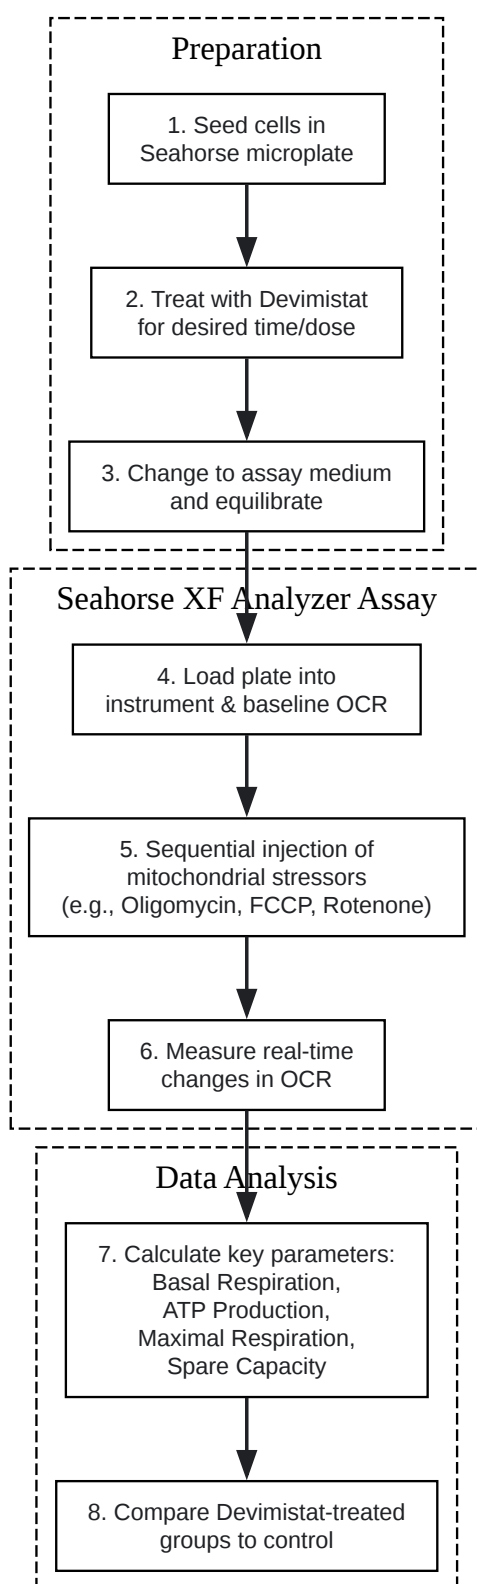 Preparation
1. Seed cells in
Seahorse microplate
2. Treat with Devimistat
for desired time/dose
3. Change to assay medium
and equilibrate
Seahorse XF Analyzer Assay
4. Load plate into
instrument & baseline OCR
5. Sequential injection of
mitochondrial stressors
(e.g., Oligomycin, FCCP, Rotenone)
6. Measure real-time
changes in OCR
Data Analysis
7. Calculate key parameters:
Basal Respiration,
ATP Production,
Maximal Respiration,
Spare Capacity
8. Compare Devimistat-treated
groups to control